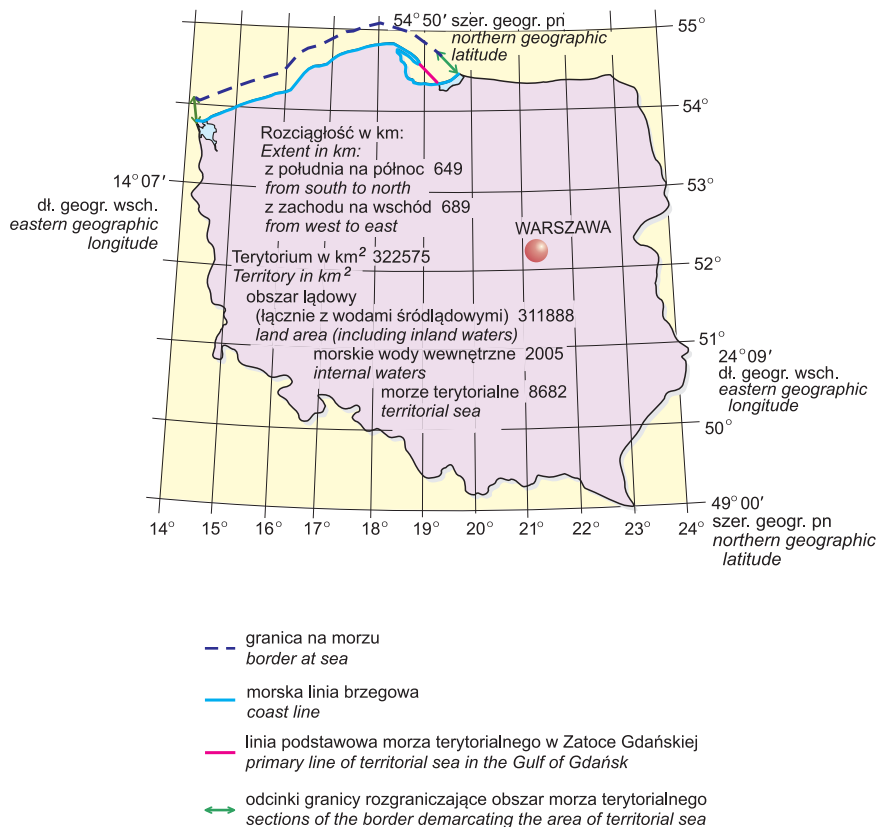 54°50′ szer. geogr. pn
northern geographic
latitude
55°
54°
53°
52°
51°
50°
14°07′
dł. geogr. wsch.
eastern geographic
longitude
Rozciągłość w km:
Extent in km:
z południa na północ 649
from south to north
z zachodu na wschód 689
from west to east
WARSZAWA
Terytorium w km² 322575
Territory in km²
obszar lądowy
(łącznie z wodami śródlądowymi) 311888
land area (including inland waters)
morskie wody wewnętrzne 2005
internal waters
morze terytorialne 8682
territorial sea
24°09′
dł. geogr. wsch.
eastern geographic
longitude
49°00′
szer. geogr. pn
northern geographic
latitude
14° 15° 16° 17° 18° 19° 20° 21° 22° 23° 24°
granica na morzu
border at sea
morska linia brzegowa
coast line
linia podstawowa morza terytorialnego w Zatoce Gdańskiej
primary line of territorial sea in the Gulf of Gdańsk
odcinki granicy rozgraniczające obszar morza terytorialnego
sections of the border demarcating the area of territorial sea